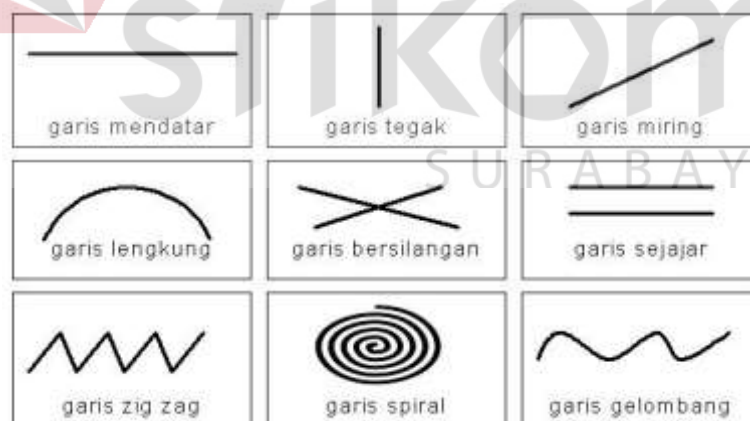 stikom
SURABAY
garis mendatar
garis tegak
garis miring
garis lengkung
garis bersilangan
garis sejajar
garis zig zag
garis spiral
garis gelombang